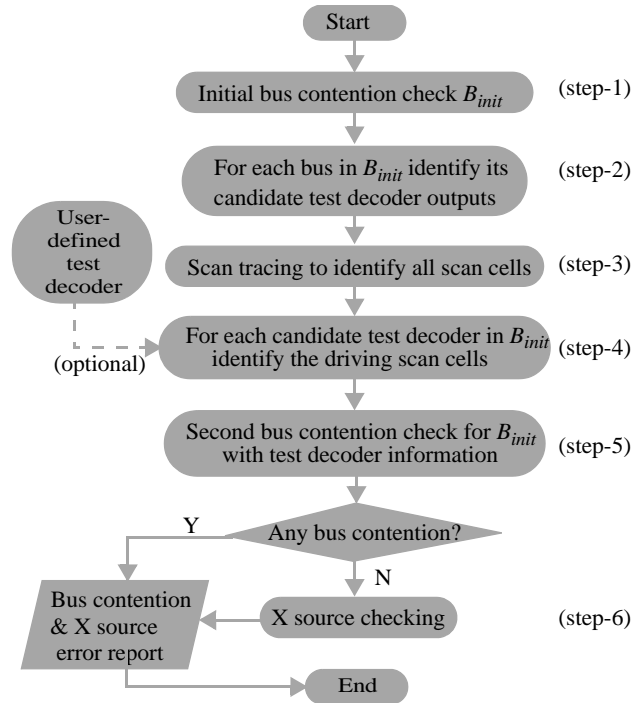 Start
Initial bus contention check B_init
(step-1)
For each bus in B_init identify its
candidate test decoder outputs
(step-2)
User-
defined
test
decoder
Scan tracing to identify all scan cells
(step-3)
(optional)
For each candidate test decoder in B_init
identify the driving scan cells
(step-4)
Second bus contention check for B_init
with test decoder information
(step-5)
Any bus contention?
Y
N
Bus contention
& X source
error report
X source checking
(step-6)
End